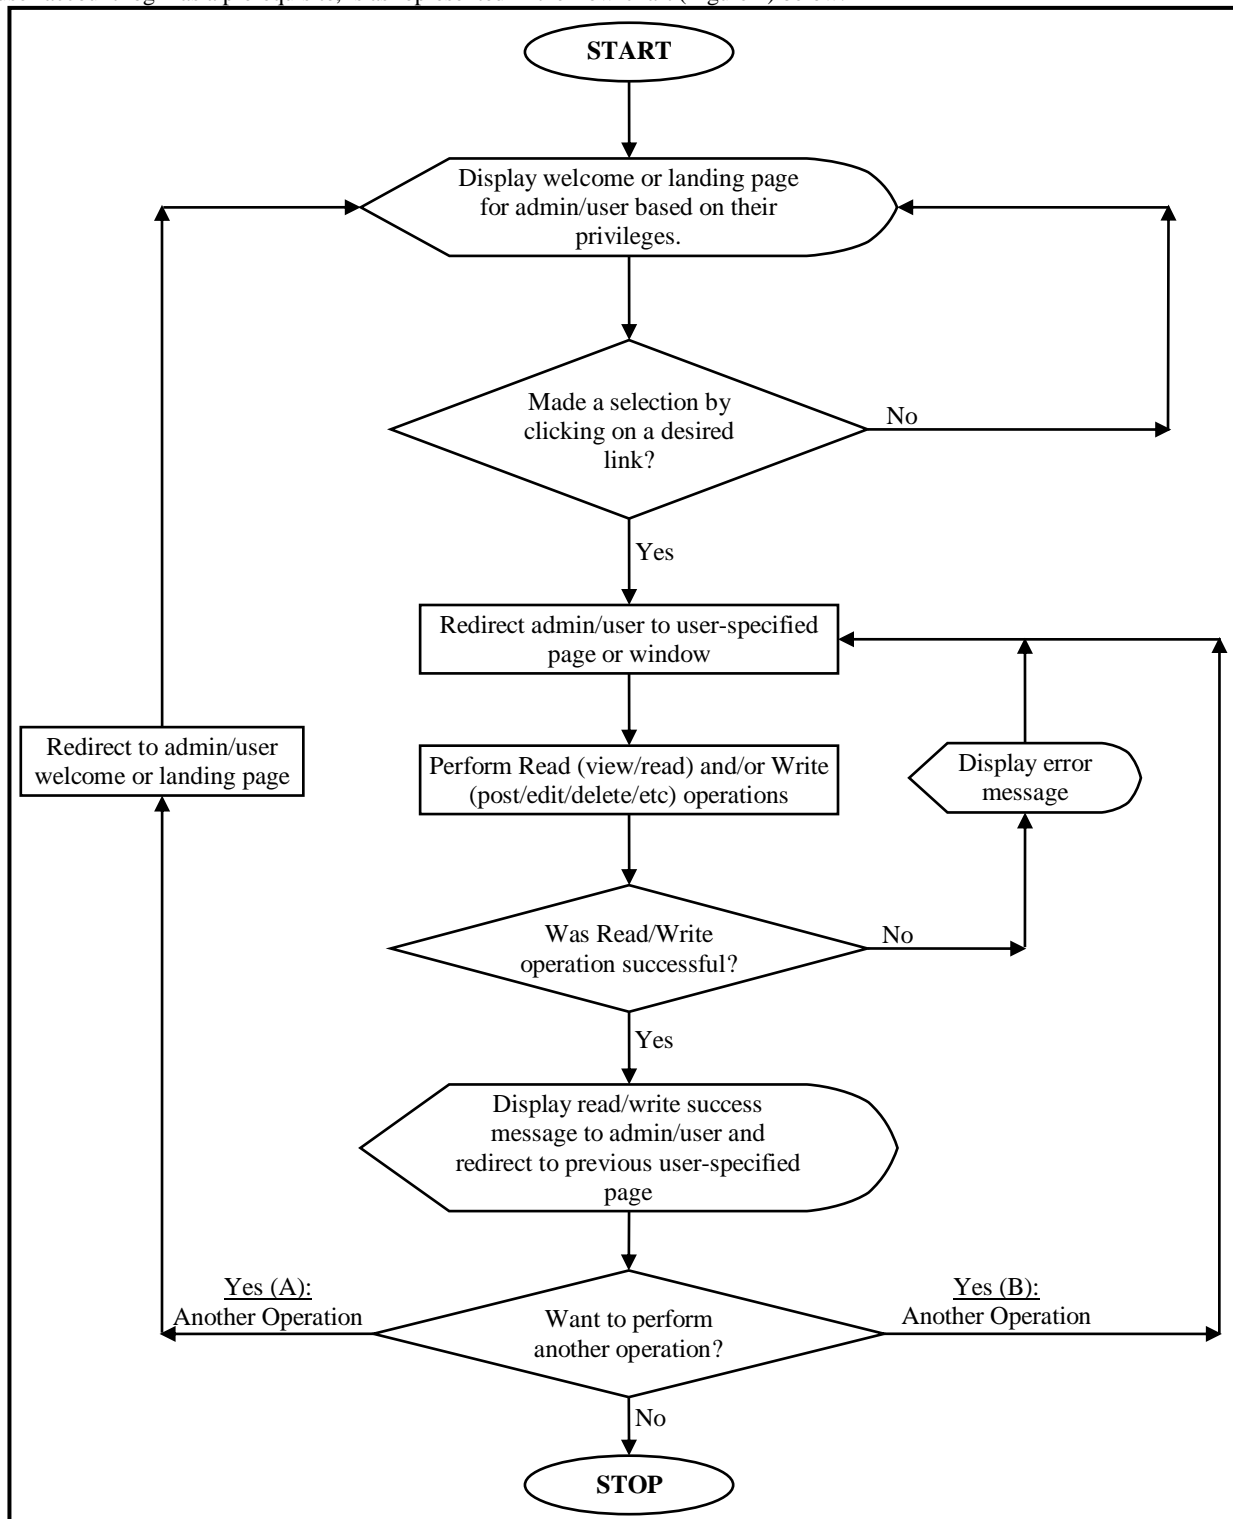 START
Display welcome or landing page
for admin/user based on their
privileges.
Made a selection by
clicking on a desired
link?
No
Yes
Redirect admin/user to user-specified
page or window
Redirect to admin/user
welcome or landing page
Perform Read (view/read) and/or Write
(post/edit/delete/etc) operations
Display error
message
Was Read/Write
operation successful?
No
Yes
Display read/write success
message to admin/user and
redirect to previous user-specified
page
Yes (A):
Another Operation
Want to perform
another operation?
Yes (B):
Another Operation
No
STOP